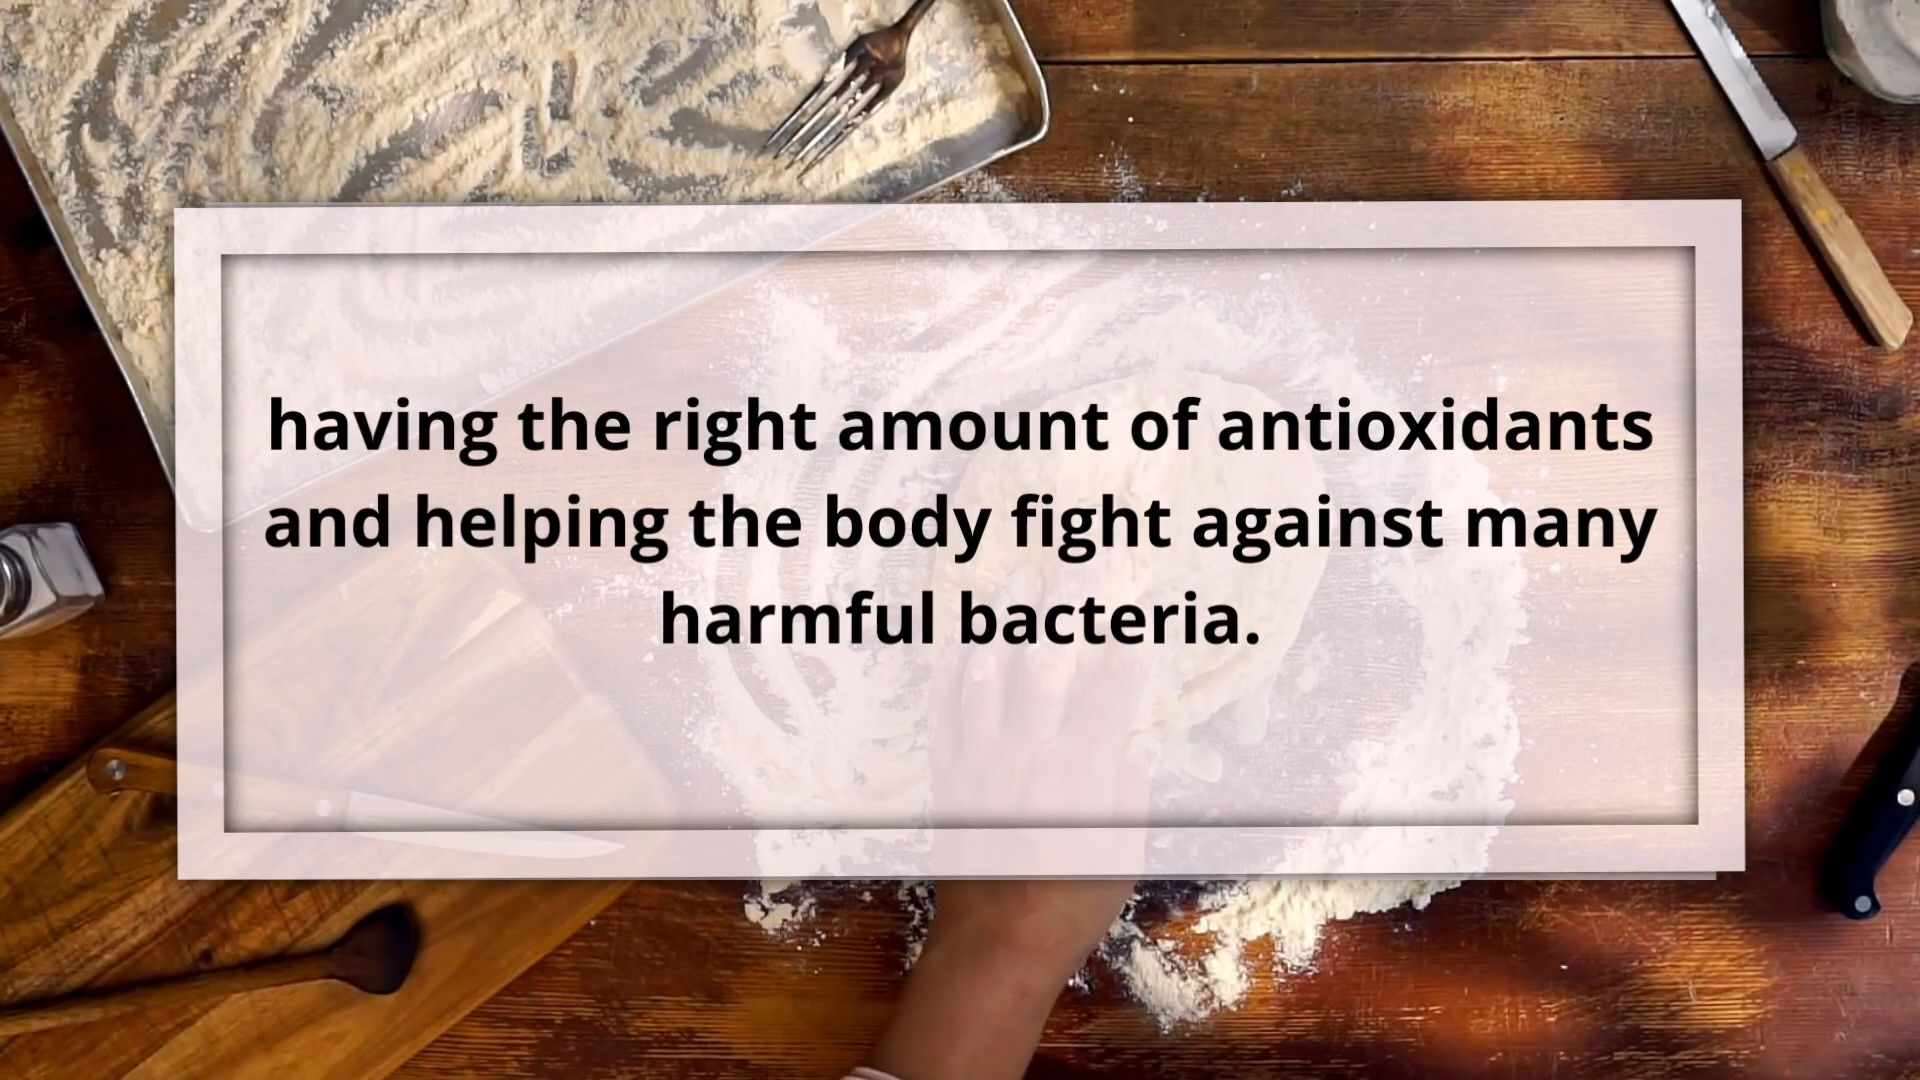 having the right amount of antioxidants
and helping the body fight against many
harmful bacteria.